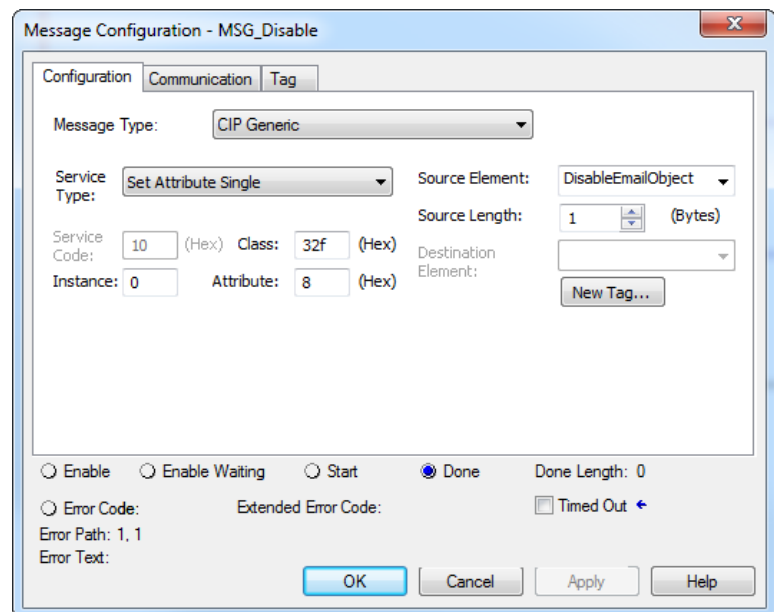 Message Configuration - MSG_Disable
x
Configuration Communication Tag
Message Type: CIP Generic
Service Type: Set Attribute Single
Source Element: DisableEmailObject
Source Length: 1 (Bytes)
Service Code: 10 (Hex) Class: 32f (Hex)
Destination Element:
Instance: 0 Attribute: 8 (Hex)
New Tag...
Enable Enable Waiting Start Done Done Length: 0
Error Code: Extended Error Code: Timed Out
Error Path: 1, 1
Error Text:
OK Cancel Apply Help